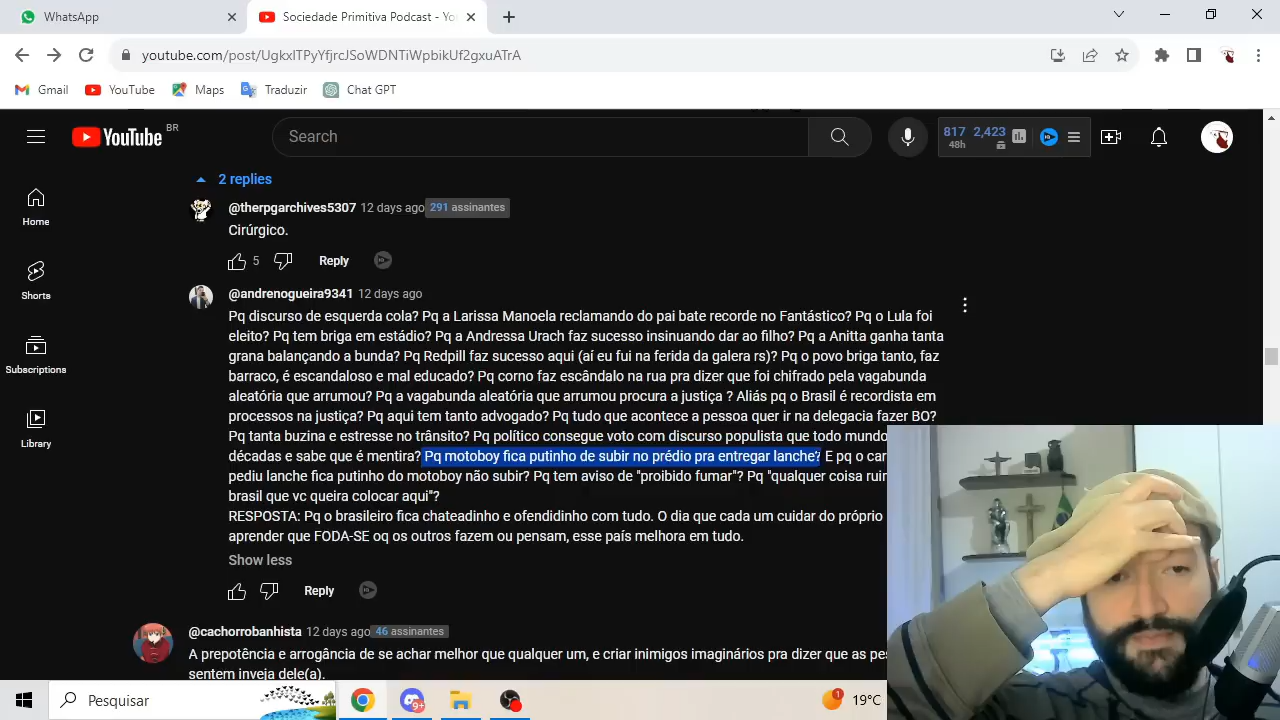 WhatsApp
Sociedade Primitiva Podcast - Yo
youtube.com/post/UgkxlTPyYfjrcJSoWDNTiWpbikUf2gxuATrA
Gmail YouTube Maps Traduzir Chat GPT
YouTube BR
Search
817 2,423
48h
Home
Shorts
Subscriptions
Library
2 replies
@therpgarchives5307 12 days ago 291 assinantes
Cirúrgico.
5 Reply
@andrenogueira9341 12 days ago
Pq discurso de esquerda cola? Pq a Larissa Manoela reclamando do pai bate recorde no Fantástico? Pq o Lula foi
eleito? Pq tem briga em estádio? Pq a Andressa Urach faz sucesso insinuando dar ao filho? Pq a Anitta ganha tanta
grana balançando a bunda? Pq Redpill faz sucesso aqui (aí eu fui na ferida da galera rs)? Pq o povo briga tanto, faz
barraco, é escandaloso e mal educado? Pq corno faz escândalo na rua pra dizer que foi chifrado pela vagabunda
aleatória que arrumou? Pq a vagabunda aleatória que arrumou procura a justiça ? Aliás pq o Brasil é recordista em
processos na justiça? Pq aqui tem tanto advogado? Pq tudo que acontece a pessoa quer ir na delegacia fazer BO?
Pq tanta buzina e estresse no trânsito? Pq político consegue voto com discurso populista que todo mundo
décadas e sabe que é mentira? Pq motoboy fica putinho de subir no prédio pra entregar lanche? E pq o car
pediu lanche fica putinho do motoboy não subir? Pq tem aviso de "proibido fumar"? Pq "qualquer coisa ruin
brasil que vc queira colocar aqui"?
RESPOSTA: Pq o brasileiro fica chateadinho e ofendidinho com tudo. O dia que cada um cuidar do próprio
aprender que FODA-SE oq os outros fazem ou pensam, esse país melhora em tudo.
Show less
Reply
@cachorrobanhista 12 days ago 46 assinantes
A prepotência e arrogância de se achar melhor que qualquer um, e criar inimigos imaginários pra dizer que as pes
sentem inveja dele(a).
Pesquisar
9+
1
19°C